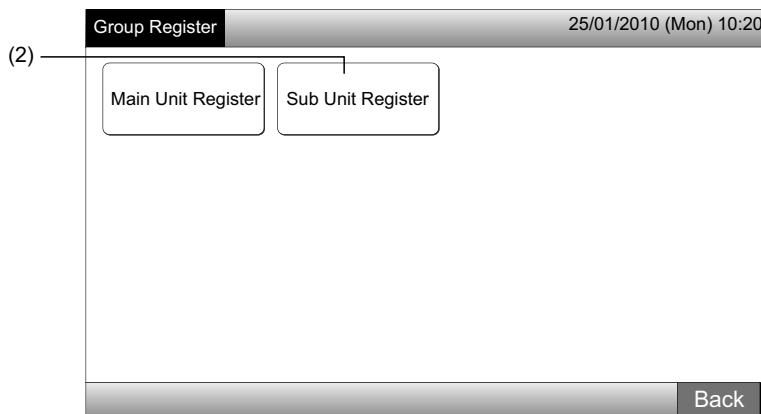 Group Register 25/01/2010 (Mon) 10:20
(2)
Main Unit Register Sub Unit Register
Back